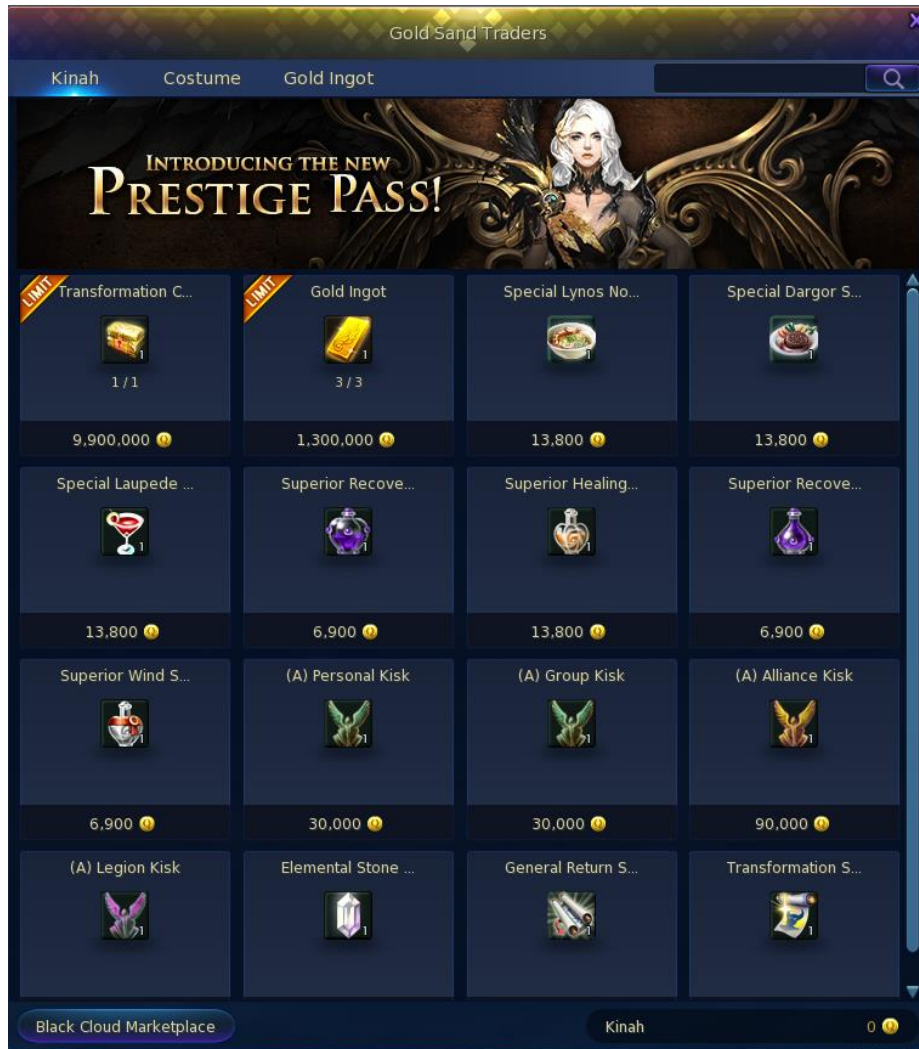 Gold Sand Traders
X
Kinah Costume Gold Ingot
INTRODUCING THE NEW
PRESTIGE PASS!
LIMIT
Transformation C...
1
1 / 1
9,900,000
LIMIT
Gold Ingot
1
3 / 3
1,300,000
Special Lynos No...
1
13,800
Special Dargor S...
1
13,800
Special Laupede ...
1
13,800
Superior Recove...
1
6,900
Superior Healing...
1
13,800
Superior Recove...
1
6,900
Superior Wind S...
1
6,900
(A) Personal Kisk
1
30,000
(A) Group Kisk
1
30,000
(A) Alliance Kisk
1
90,000
(A) Legion Kisk
1
Elemental Stone ...
1
General Return S...
1
Transformation S...
1
Black Cloud Marketplace
Kinah 0